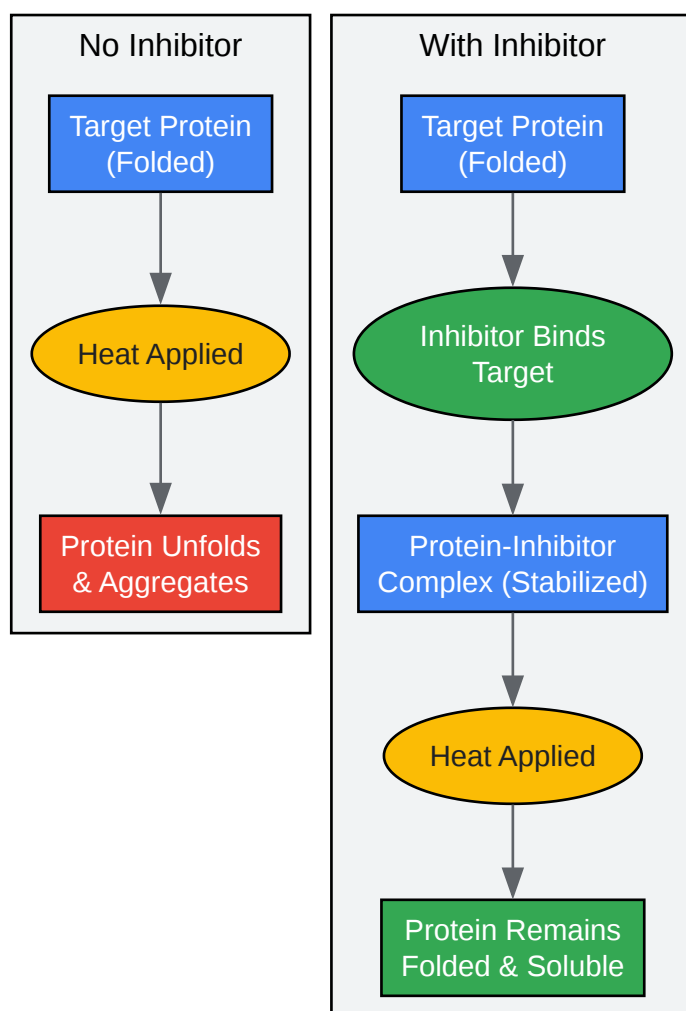 No Inhibitor
Target Protein
(Folded)
Heat Applied
Protein Unfolds
& Aggregates
With Inhibitor
Target Protein
(Folded)
Inhibitor Binds
Target
Protein-Inhibitor
Complex (Stabilized)
Heat Applied
Protein Remains
Folded & Soluble